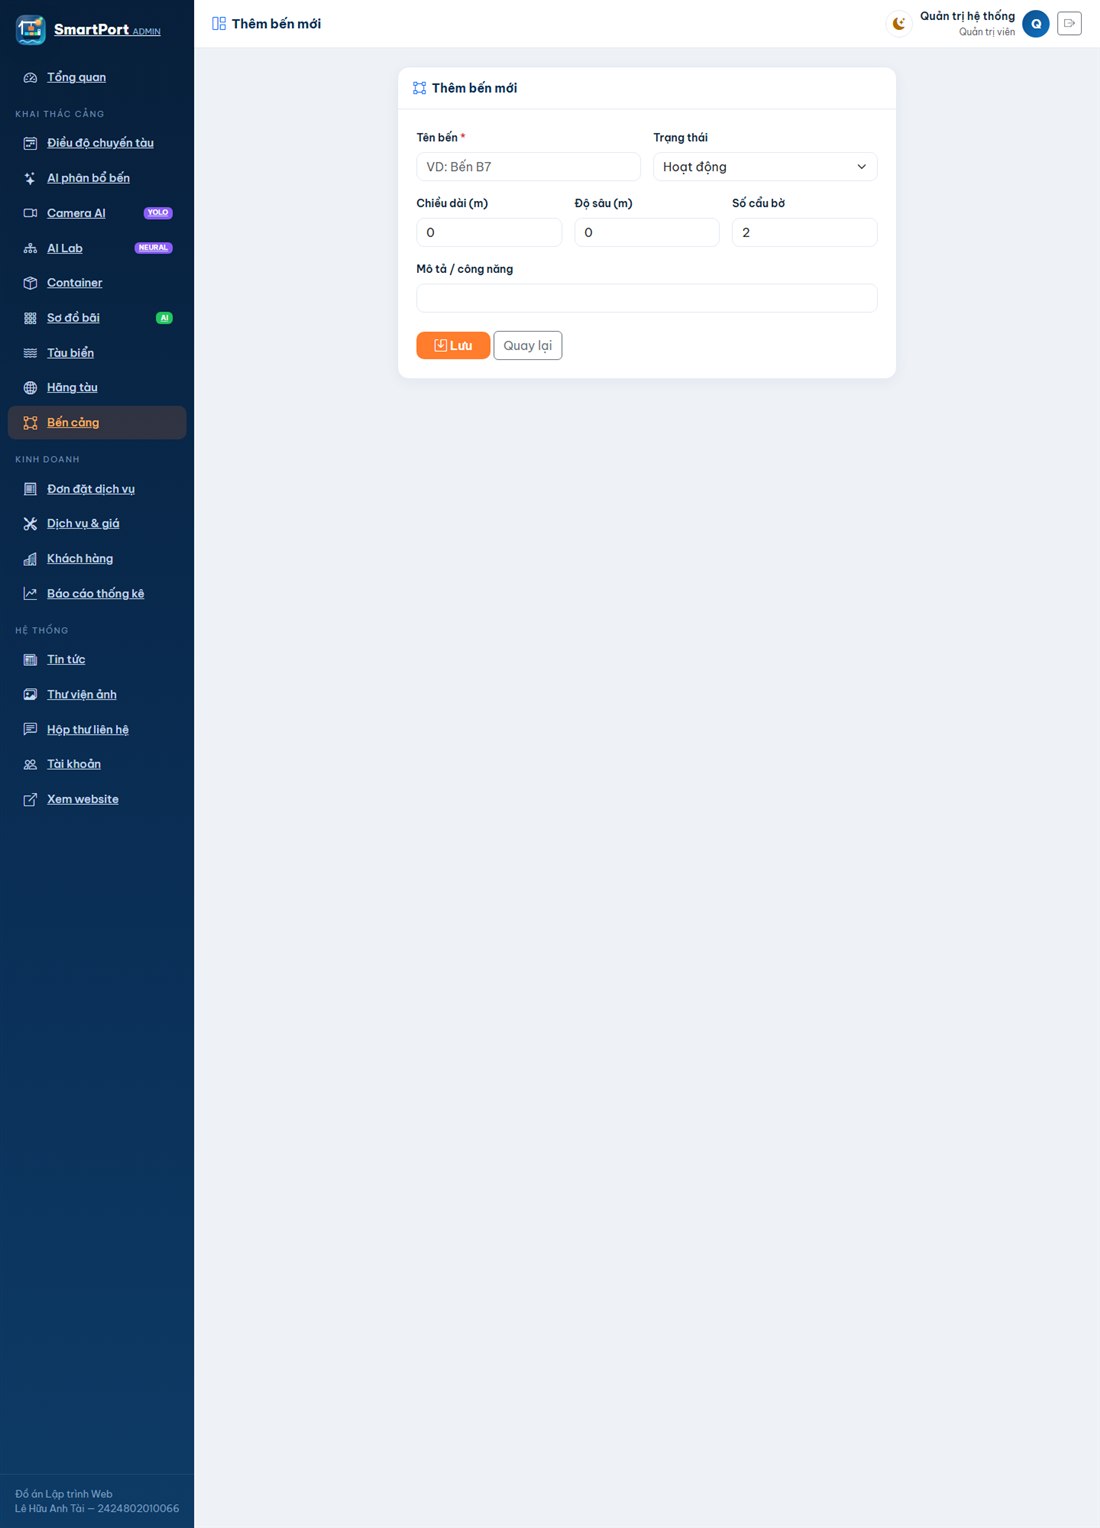 SmartPort ADMIN
Tổng quan
KHAI THÁC CẢNG
Điều độ chuyến tàu
AI phân bổ bến
Camera AI YOLO
AI Lab NEURAL
Container
Sơ đồ bãi AI
Tàu biển
Hãng tàu
Bến cảng
KINH DOANH
Đơn đặt dịch vụ
Dịch vụ & giá
Khách hàng
Báo cáo thống kê
HỆ THỐNG
Tin tức
Thư viện ảnh
Hộp thư liên hệ
Tài khoản
Xem website
Đồ án Lập trình Web
Lê Hữu Anh Tài — 2424802010066
Thêm bến mới
Quản trị hệ thống
Quản trị viên
Q
Thêm bến mới
Tên bến * Trạng thái
VD: Bến B7 Hoạt động
Chiều dài (m) Độ sâu (m) Số cẩu bờ
0 0 2
Mô tả / công năng
Lưu Quay lại